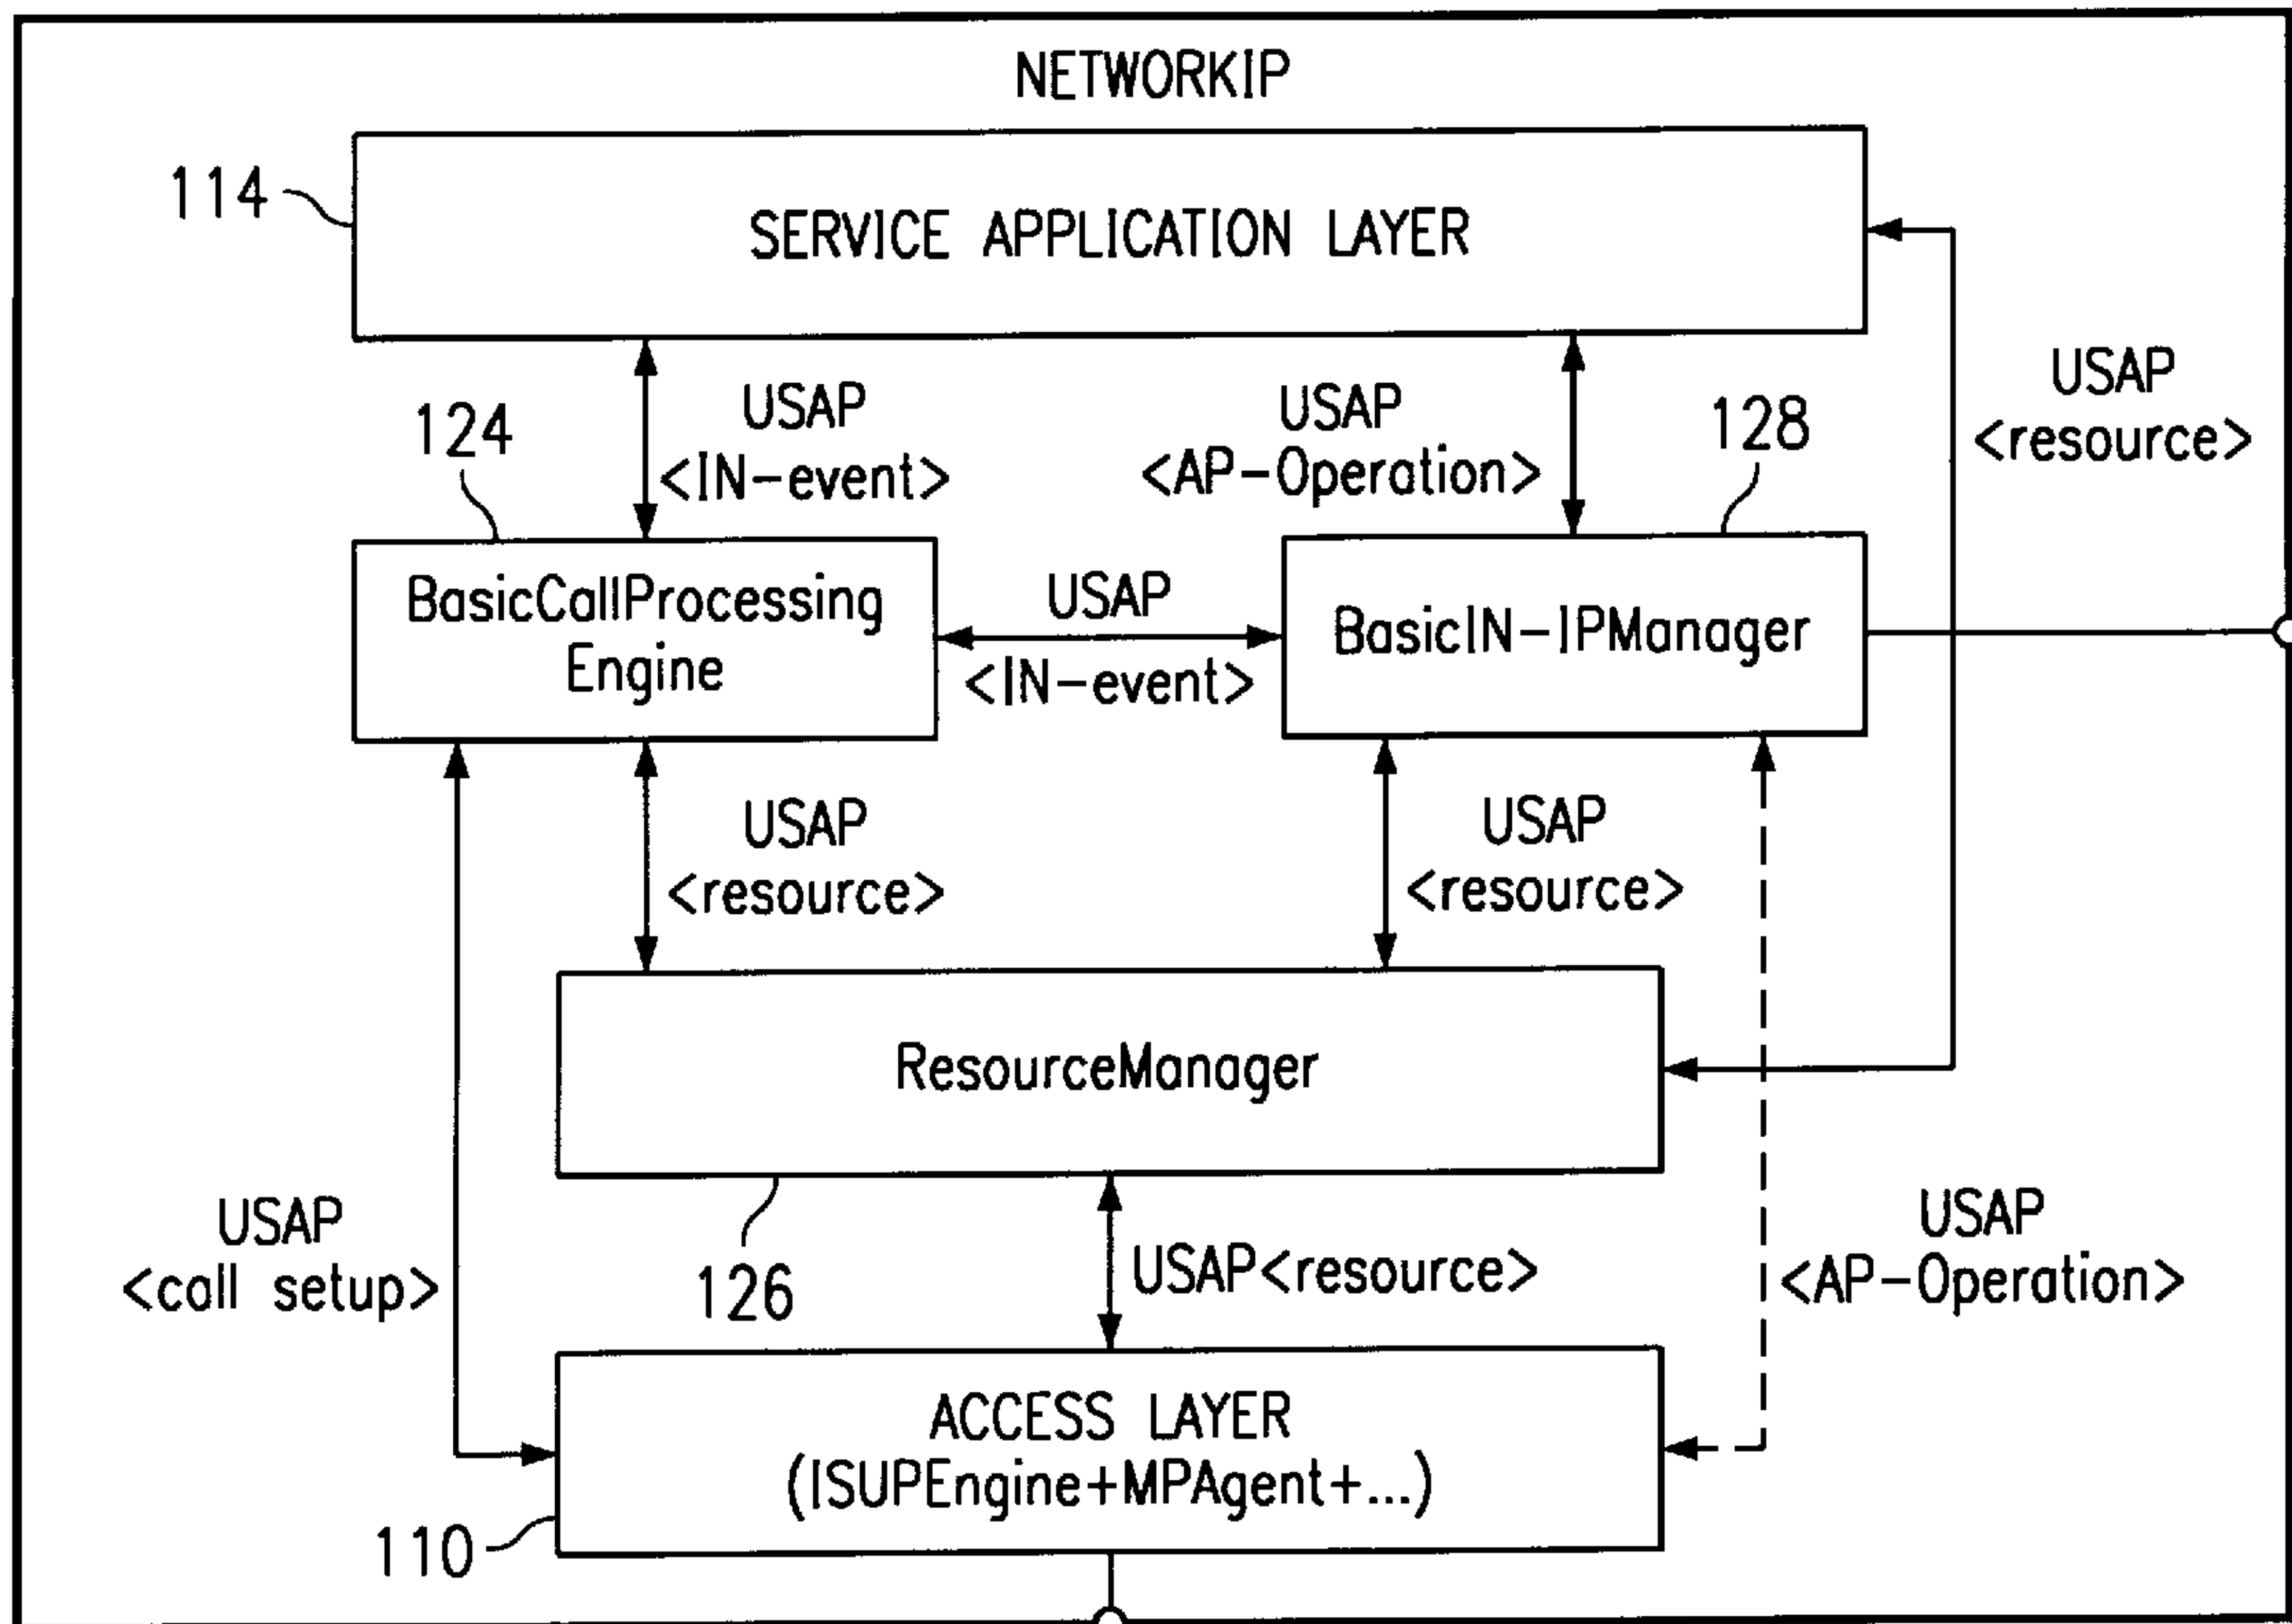 NETWORKIP
114
SERVICE APPLICATION LAYER
USAP
<IN-event>
USAP
<AP-Operation>
USAP
<resource>
124
128
BasicCallProcessing
Engine
USAP
<IN-event>
BasicIN-IPManager
USAP
<resource>
USAP
<resource>
ResourceManager
126
USAP
<call setup>
USAP<resource>
USAP
<AP-Operation>
ACCESS LAYER
(ISUPEngine+MPAgent+...)
110